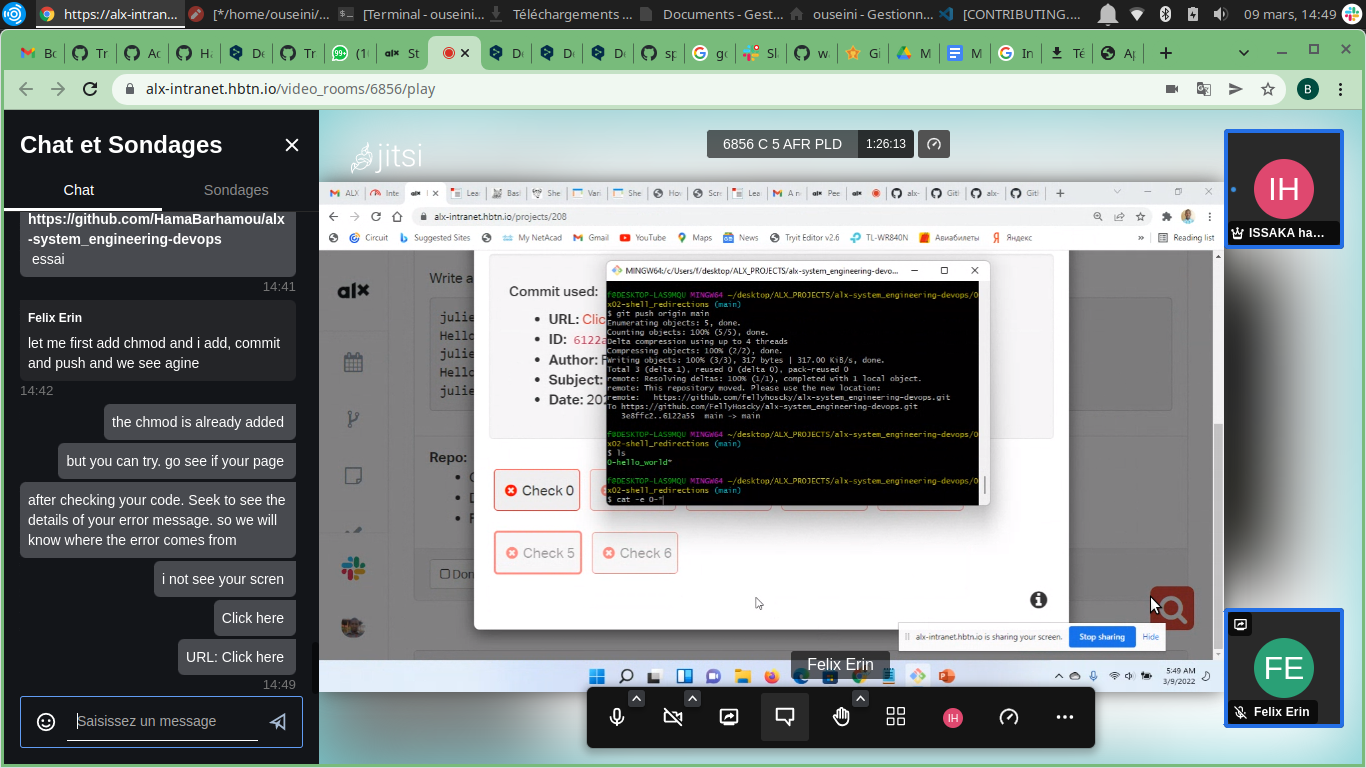 https://alx-intran...
[*/home/ouseini/...
[Terminal - ouseini...
Téléchargements ...
Documents - Gest...
ouseini - Gestionn...
[CONTRIBUTING....
09 mars, 14:49
alx-intranet.hbtn.io/video_rooms/6856/play
B
Chat et Sondages
Chat
Sondages
https://github.com/HamaBarhamou/alx
-system_engineering-devops
essai
14:41
Felix Erin
let me first add chmod and i add, commit
and push and we see agine
14:42
the chmod is already added
but you can try. go see if your page
after checking your code. Seek to see the
details of your error message. so we will
know where the error comes from
i not see your scren
Click here
URL: Click here
14:49
Saisissez un message
jitsi
6856 C 5 AFR PLD
1:26:13
alx-intranet.hbtn.io/projects/208
Circuit
Suggested Sites
My NetAcad
Gmail
YouTube
Maps
News
Tryit Editor v2.6
TL-WR840N
Авиабилеты
Яндекс
Reading list
alx
Write a
julie
Hello
julie
Hello
julie
Repo:
Commit used:
URL: Clic
ID: 6122a
Author: F
Subject:
Date: 202
Check 0
Check 5
Check 6
MINGW64:/c/Users/f/desktop/ALX_PROJECTS/alx-system_engineering-devo...
f@DESKTOP-LAS9MQU MINGW64 ~/desktop/ALX_PROJECTS/alx-system_engineering-devops/0
x02-shell_redirections (main)
$ git push origin main
Enumerating objects: 5, done.
Counting objects: 100% (5/5), done.
Delta compression using up to 4 threads
Compressing objects: 100% (2/2), done.
Writing objects: 100% (3/3), 317 bytes | 317.00 KiB/s, done.
Total 3 (delta 1), reused 0 (delta 0), pack-reused 0
remote: Resolving deltas: 100% (1/1), completed with 1 local object.
remote: This repository moved. Please use the new location:
remote:   https://github.com/fellyhoscky/alx-system_engineering-devops.git
To https://github.com/FellyHoscky/alx-system_engineering-devops.git
3e8ffc2..6122a55  main -> main
f@DESKTOP-LAS9MQU MINGW64 ~/desktop/ALX_PROJECTS/alx-system_engineering-devops/0
x02-shell_redirections (main)
$ ls
0-hello_world*
f@DESKTOP-LAS9MQU MINGW64 ~/desktop/ALX_PROJECTS/alx-system_engineering-devops/0
x02-shell_redirections (main)
$ cat -e 0-*
alx-intranet.hbtn.io is sharing your screen.
Stop sharing
Hide
Felix Erin
5:49 AM
3/9/2022
IH
IH
ISSAKA ha...
FE
Felix Erin